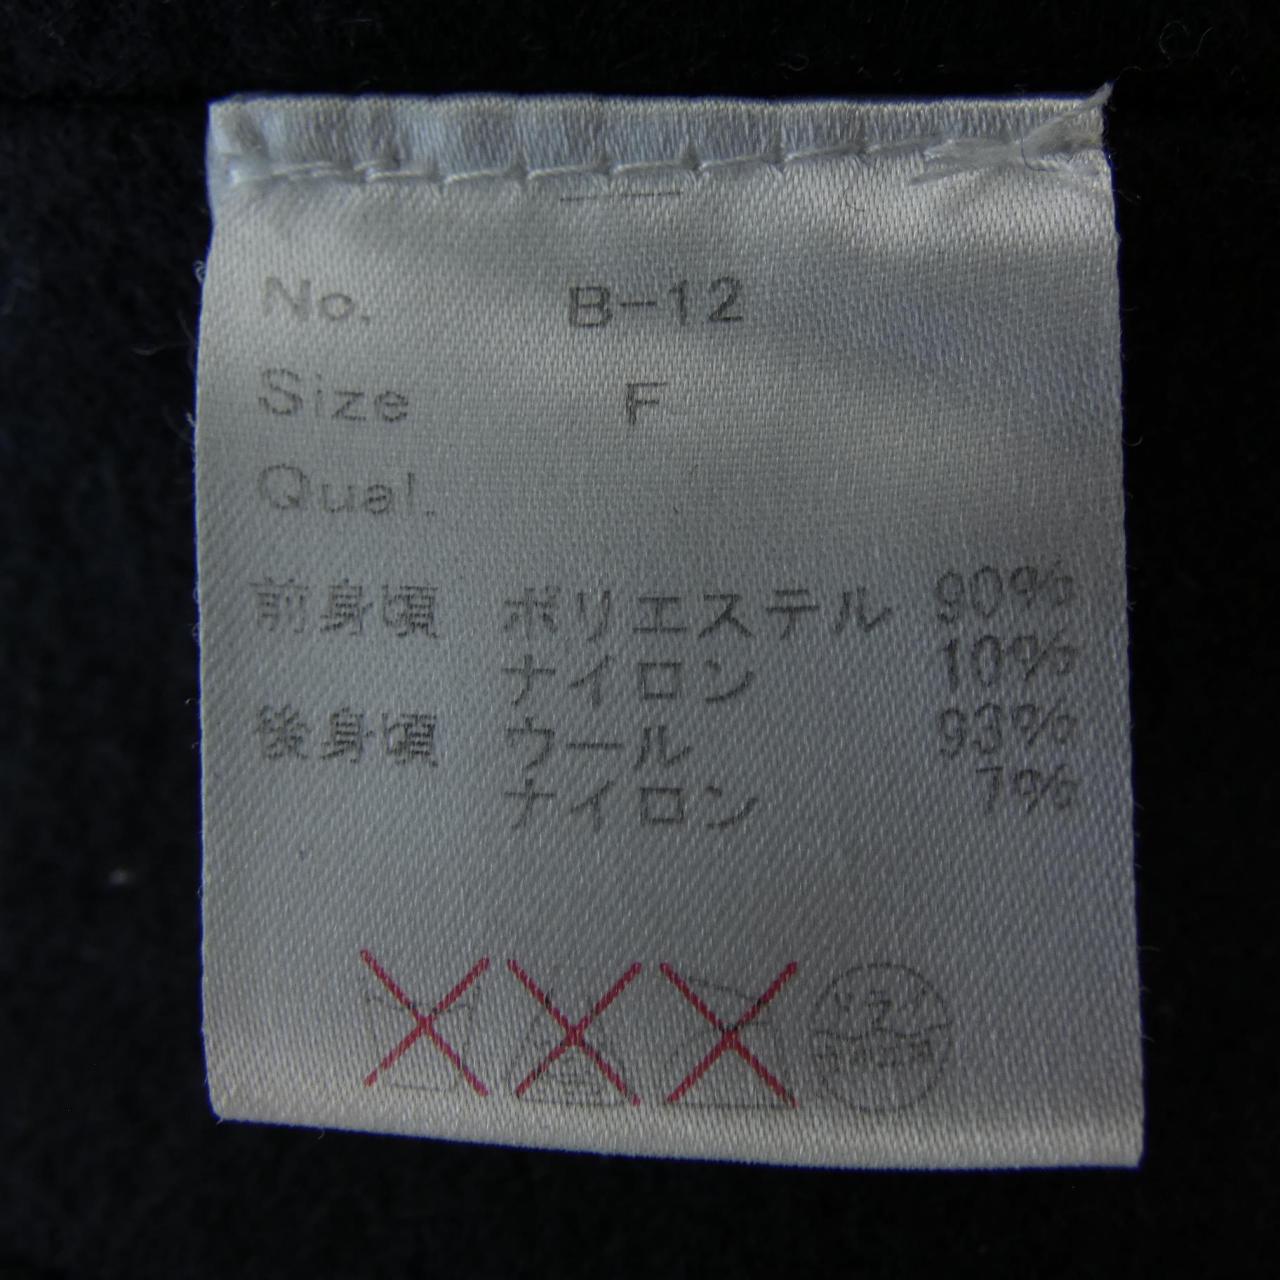 No. B-12
Size F
Qual.
前身頃 ポリエステル 90%
ナイロン 10%
後身頃 ウール 93%
ナイロン 7%